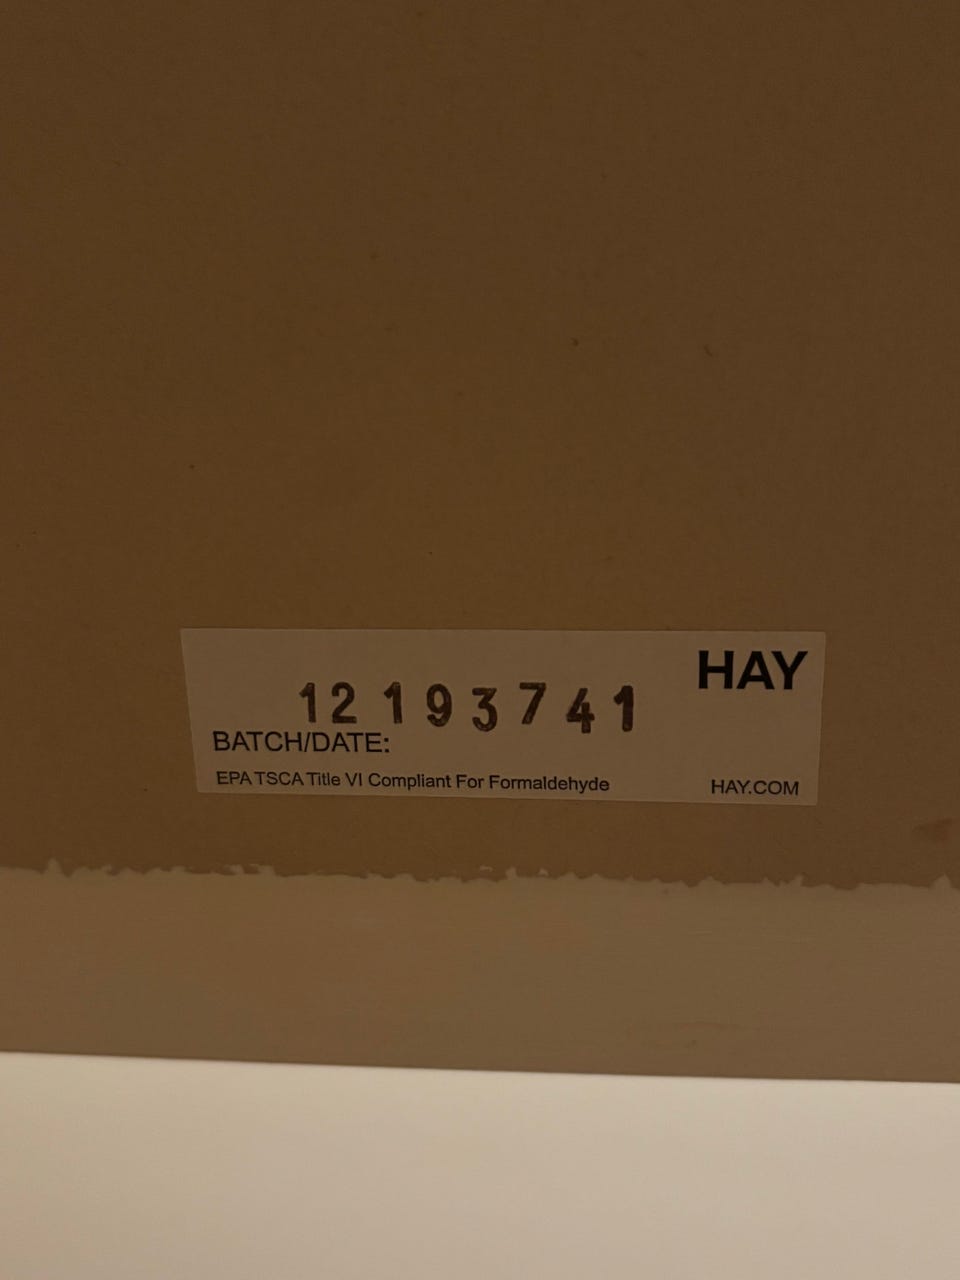 HAY
12 193741
BATCH/DATE:
EPA TSCA Title VI Compliant For Formaldehyde
HAY.COM